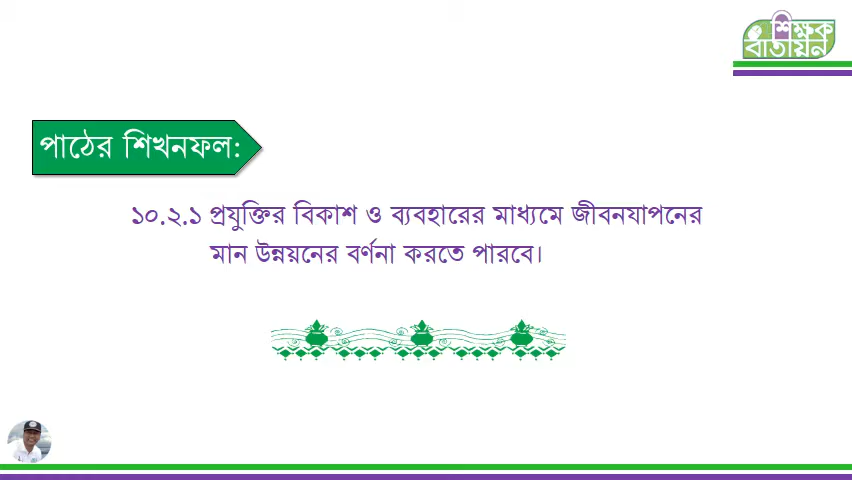 শিক্ষক
বাতায়ন
পাঠের শিখনফল:
১০.২.১ প্রযুক্তির বিকাশ ও ব্যবহারের মাধ্যমে জীবনযাপনের
মান উন্নয়নের বর্ণনা করতে পারবে।